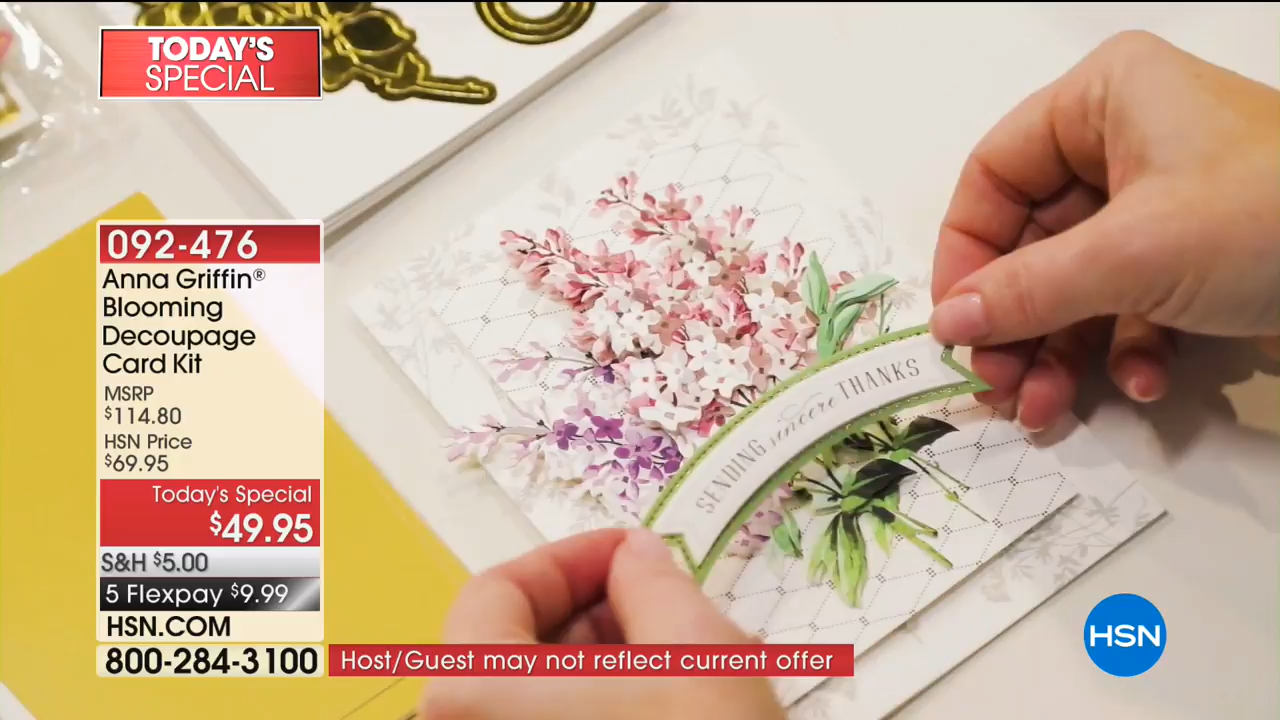 TODAY'S
SPECIAL
092-476
Anna Griffin®
Blooming
Decoupage
Card Kit
MSRP
$114.80
HSN Price
$69.95
Today's Special
$49.95
S&H $5.00
5 Flexpay $9.99
HSN.COM
800-284-3100
Host/Guest may not reflect current offer
SENDING sincere THANKS
HSN